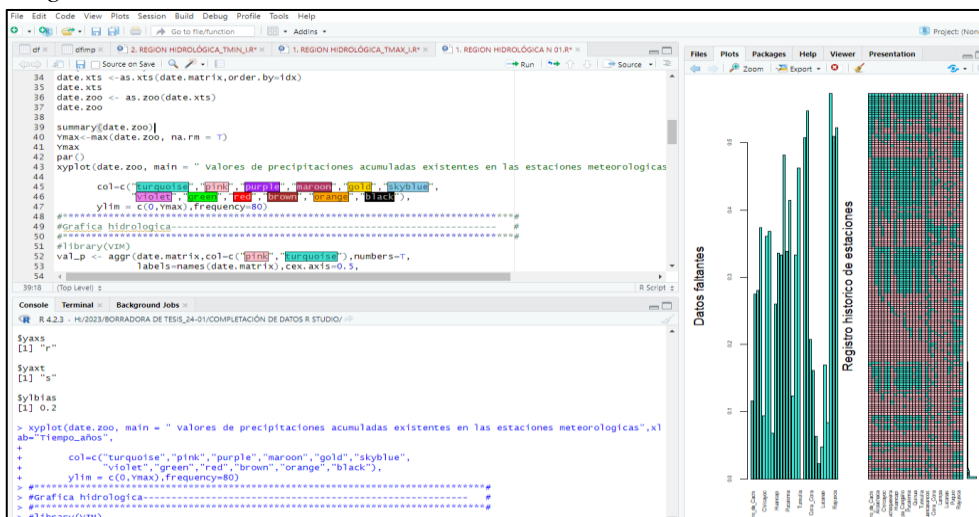 File Edit Code View Plots Session Build Debug Profile Tools Help
Go to file/function Addins Project: (Non
df dfimp 2. REGION HIDROLÓGICA_TMIN_I.R* 1. REGION HIDROLÓGICA_TMAX_I.R* 1. REGION HIDROLÓGICA N 01.R*
Source on Save Run Source
34 date.xts <-as.xts(date.matrix,order.by=idx)
35 date.xts
36 date.zoo <- as.zoo(date.xts)
37 date.zoo
38
39 summary(date.zoo)
40 Ymax<-max(date.zoo, na.rm = T)
41 Ymax
42 par()
43 xyplot(date.zoo, main = " Valores de precipitaciones acumuladas existentes en las estaciones meteorologicas
44
45 col=c("turquoise","pink","purple","maroon","gold","skyblue",
46 "violet","green","red","brown","orange","black"),
47 ylim = c(0,Ymax),frequency=80)
48
49 #Grafica hidrologica
50
51 #library(VIM)
52 val_p <- aggr(date.matrix,col=c("pink","turquoise"),numbers=T,
53 labels=names(date.matrix),cex.axis=0.5,
54
39:18 (Top Level) R Script
Console Terminal Background Jobs
R 4.2.3 · H:/2023/BORRADORA DE TESIS_24-01/COMPLETACIÓN DE DATOS R STUDIO/
$yaxs
[1] "r"
$yaxt
[1] "s"
$ylbias
[1] 0.2
> xyplot(date.zoo, main = " Valores de precipitaciones acumuladas existentes en las estaciones meteorologicas",xl
ab="Tiempo_años",
+
+ col=c("turquoise","pink","purple","maroon","gold","skyblue",
+ "violet","green","red","brown","orange","black"),
+ ylim = c(0,Ymax),frequency=80)
>
> #Grafica hidrologica
>
> #library(VIM)
Files Plots Packages Help Viewer Presentation
Zoom Export
Datos faltantes
0.0 0.1 0.2 0.3 0.4 0.5
Registro historico de estaciones